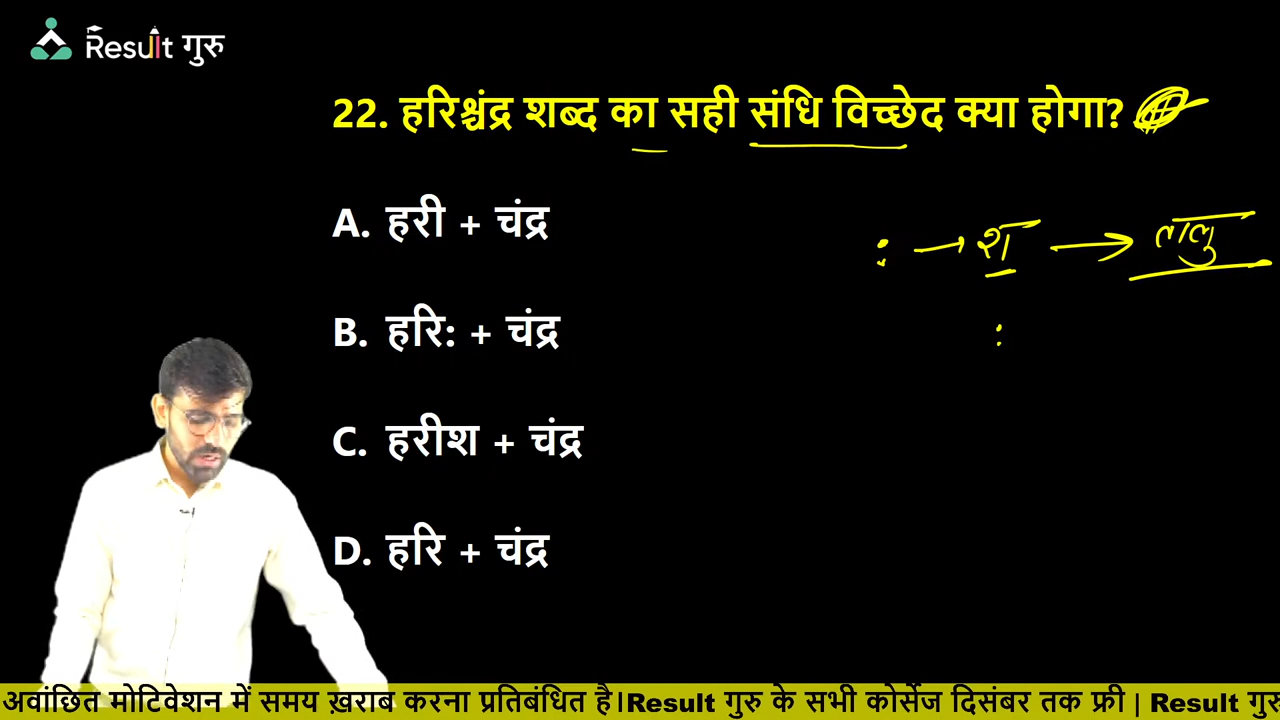 Result गुरु
22. हरिश्चंद्र शब्द का सही संधि विच्छेद क्या होगा?
A. हरी + चंद्र
: → श → तालु
B. हरि: + चंद्र
:
C. हरीश + चंद्र
D. हरि + चंद्र
अवांछित मोटिवेशन में समय ख़राब करना प्रतिबंधित है।Result गुरु के सभी कोर्सेज दिसंबर तक फ्री | Result गुरु